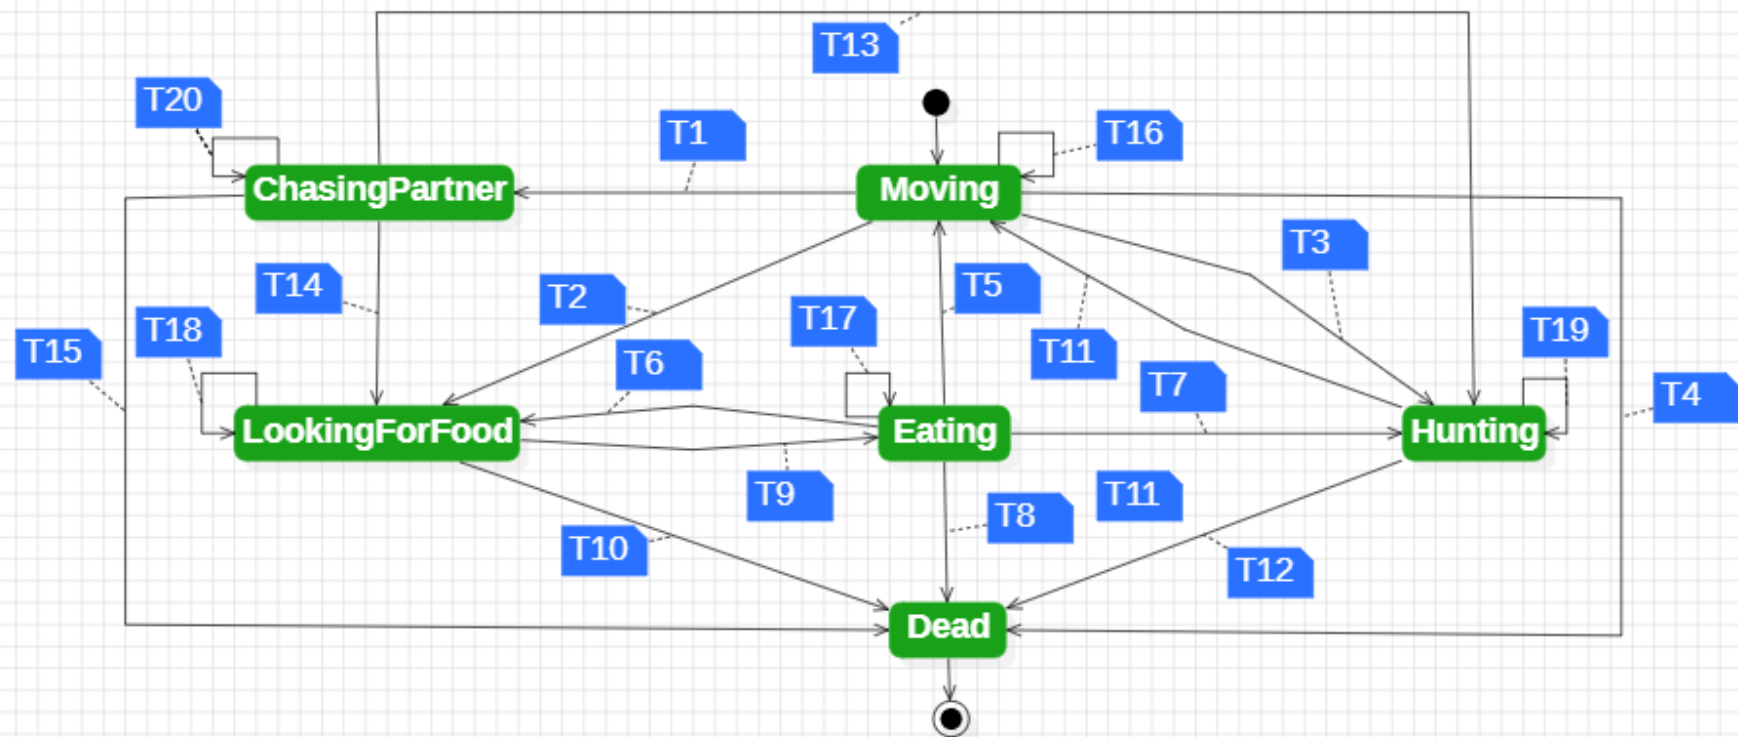 T13
T20
T1
T16
ChasingPartner
Moving
T3
T14
T2
T5
T17
T18
T19
T15
T6
T11
T7
T4
LookingForFood
Eating
Hunting
T9
T8
T11
T10
T12
Dead